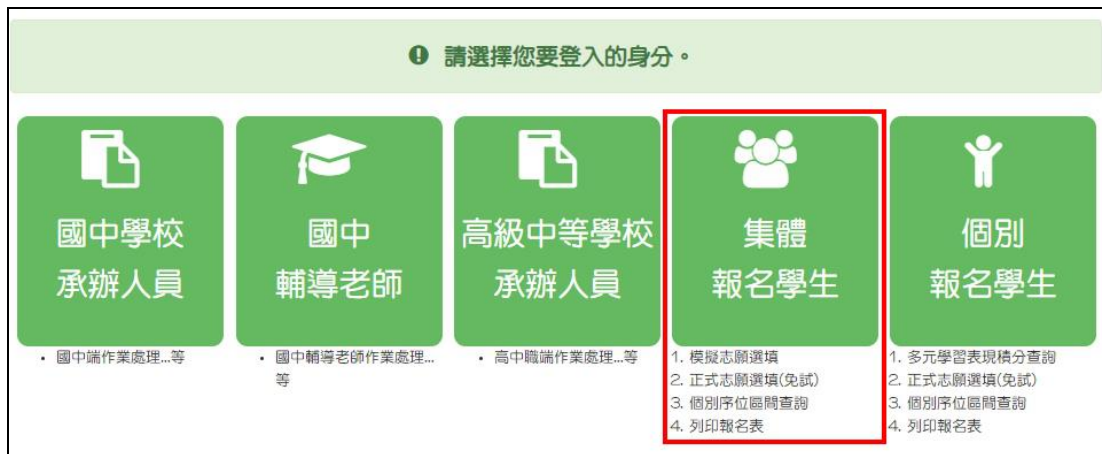 請選擇您要登入的身分。
國中學校
承辦人員
• 國中端作業處理...等
國中
輔導老師
• 國中輔導老師作業處理...
等
高級中等學校
承辦人員
• 高中職端作業處理...等
集體
報名學生
1. 模擬志願選填
2. 正式志願選填(免試)
3. 個別序位區間查詢
4. 列印報名表
個別
報名學生
1. 多元學習表現積分查詢
2. 正式志願選填(免試)
3. 個別序位區間查詢
4. 列印報名表